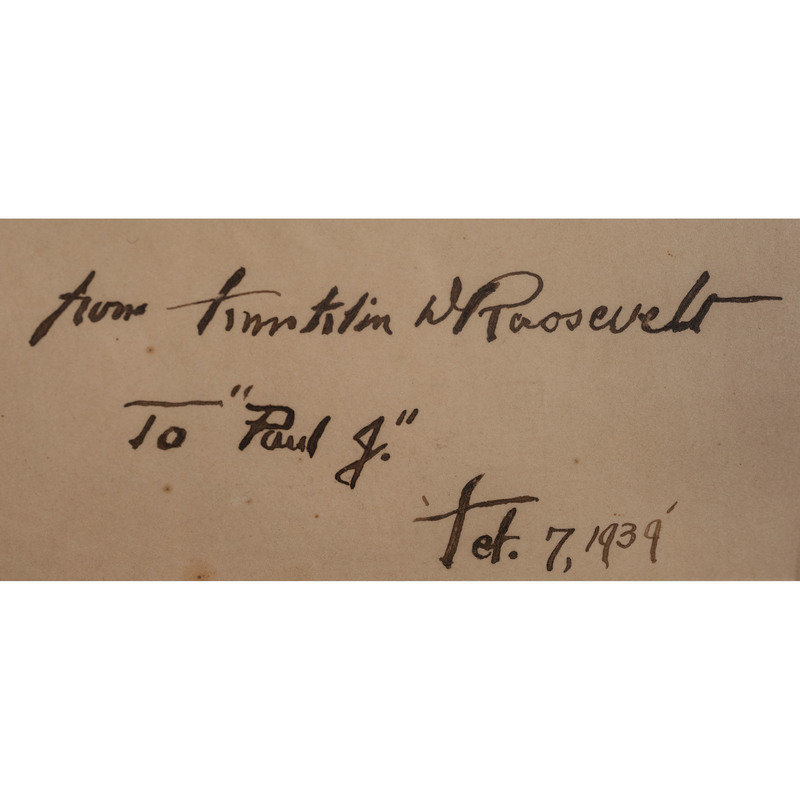 from Franklin D Roosevelt
To "Paul J."
Feb. 7, 1939